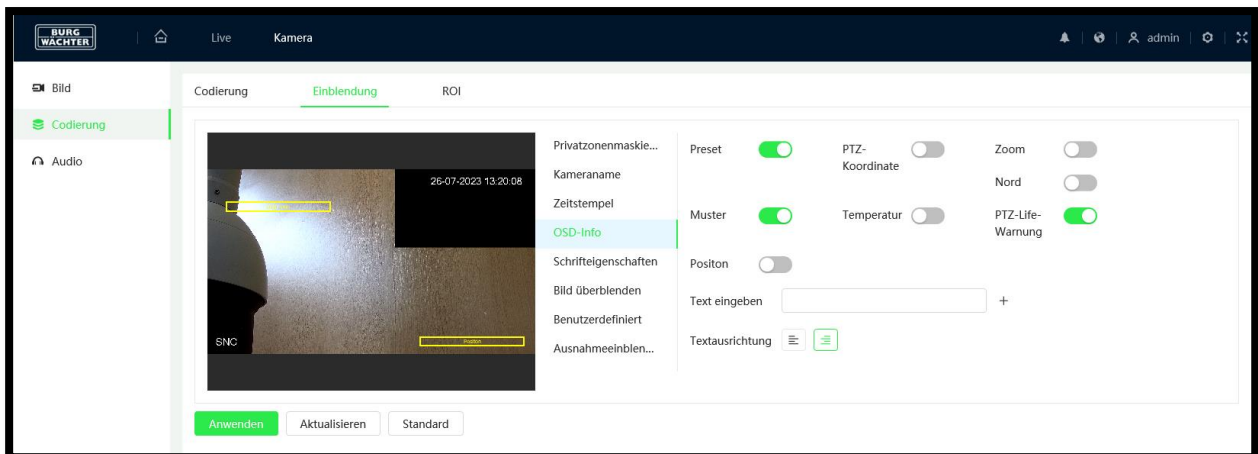 BURG
WÄCHTER
Live
Kamera
admin
Bild
Codierung
Audio
Codierung
Einblendung
ROI
26-07-2023 13:20:08
SNC
Position
Privatzonenmaskie...
Kameraname
Zeitstempel
OSD-Info
Schrifteigenschaften
Bild überblenden
Benutzerdefiniert
Ausnahmeeinblen...
Preset
PTZ-
Koordinate
Zoom
Nord
Muster
Temperatur
PTZ-Life-
Warnung
Positon
Text eingeben
+
Textausrichtung
Anwenden
Aktualisieren
Standard